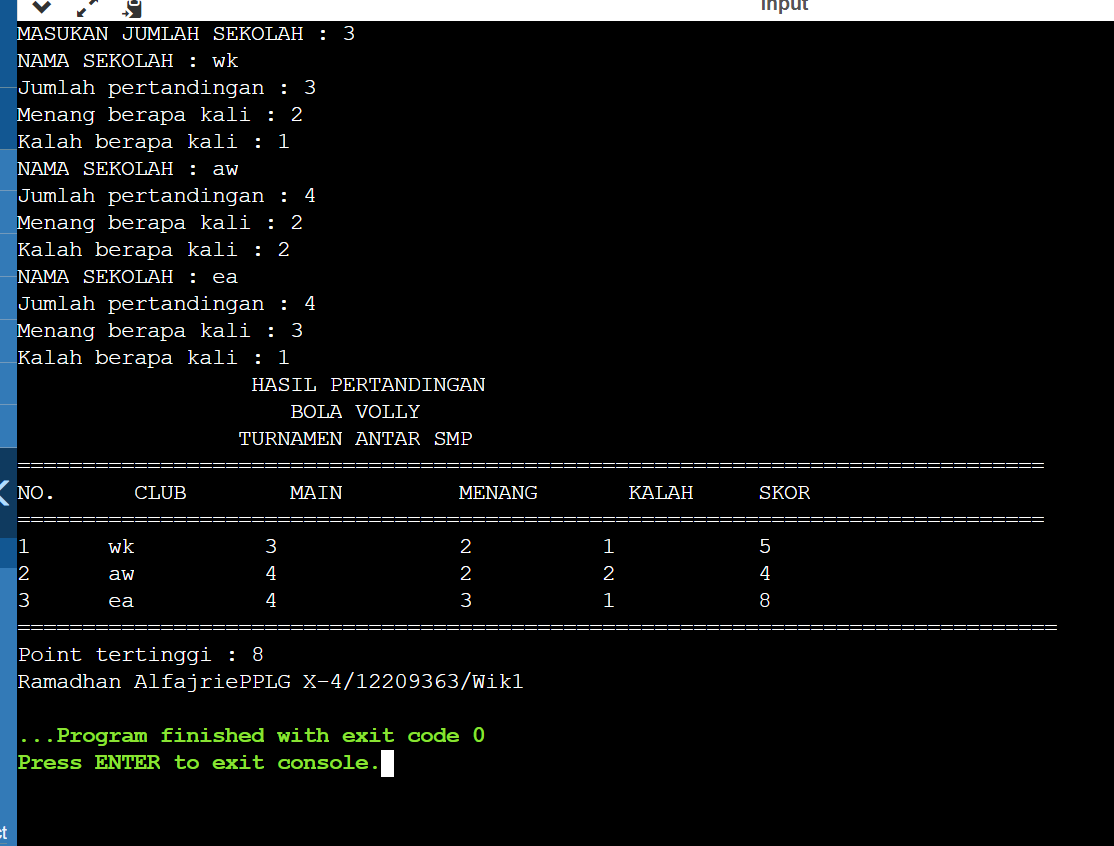 Input
MASUKAN JUMLAH SEKOLAH : 3
NAMA SEKOLAH : wk
Jumlah pertandingan : 3
Menang berapa kali : 2
Kalah berapa kali : 1
NAMA SEKOLAH : aw
Jumlah pertandingan : 4
Menang berapa kali : 2
Kalah berapa kali : 2
NAMA SEKOLAH : ea
Jumlah pertandingan : 4
Menang berapa kali : 3
Kalah berapa kali : 1
HASIL PERTANDINGAN
BOLA VOLLY
TURNAMEN ANTAR SMP
===============================================================================
NO. CLUB MAIN MENANG KALAH SKOR
===============================================================================
1 wk 3 2 1 5
2 aw 4 2 2 4
3 ea 4 3 1 8
================================================================================
Point tertinggi : 8
Ramadhan AlfajriePPLG X-4/12209363/Wik1
...Program finished with exit code 0
Press ENTER to exit console.